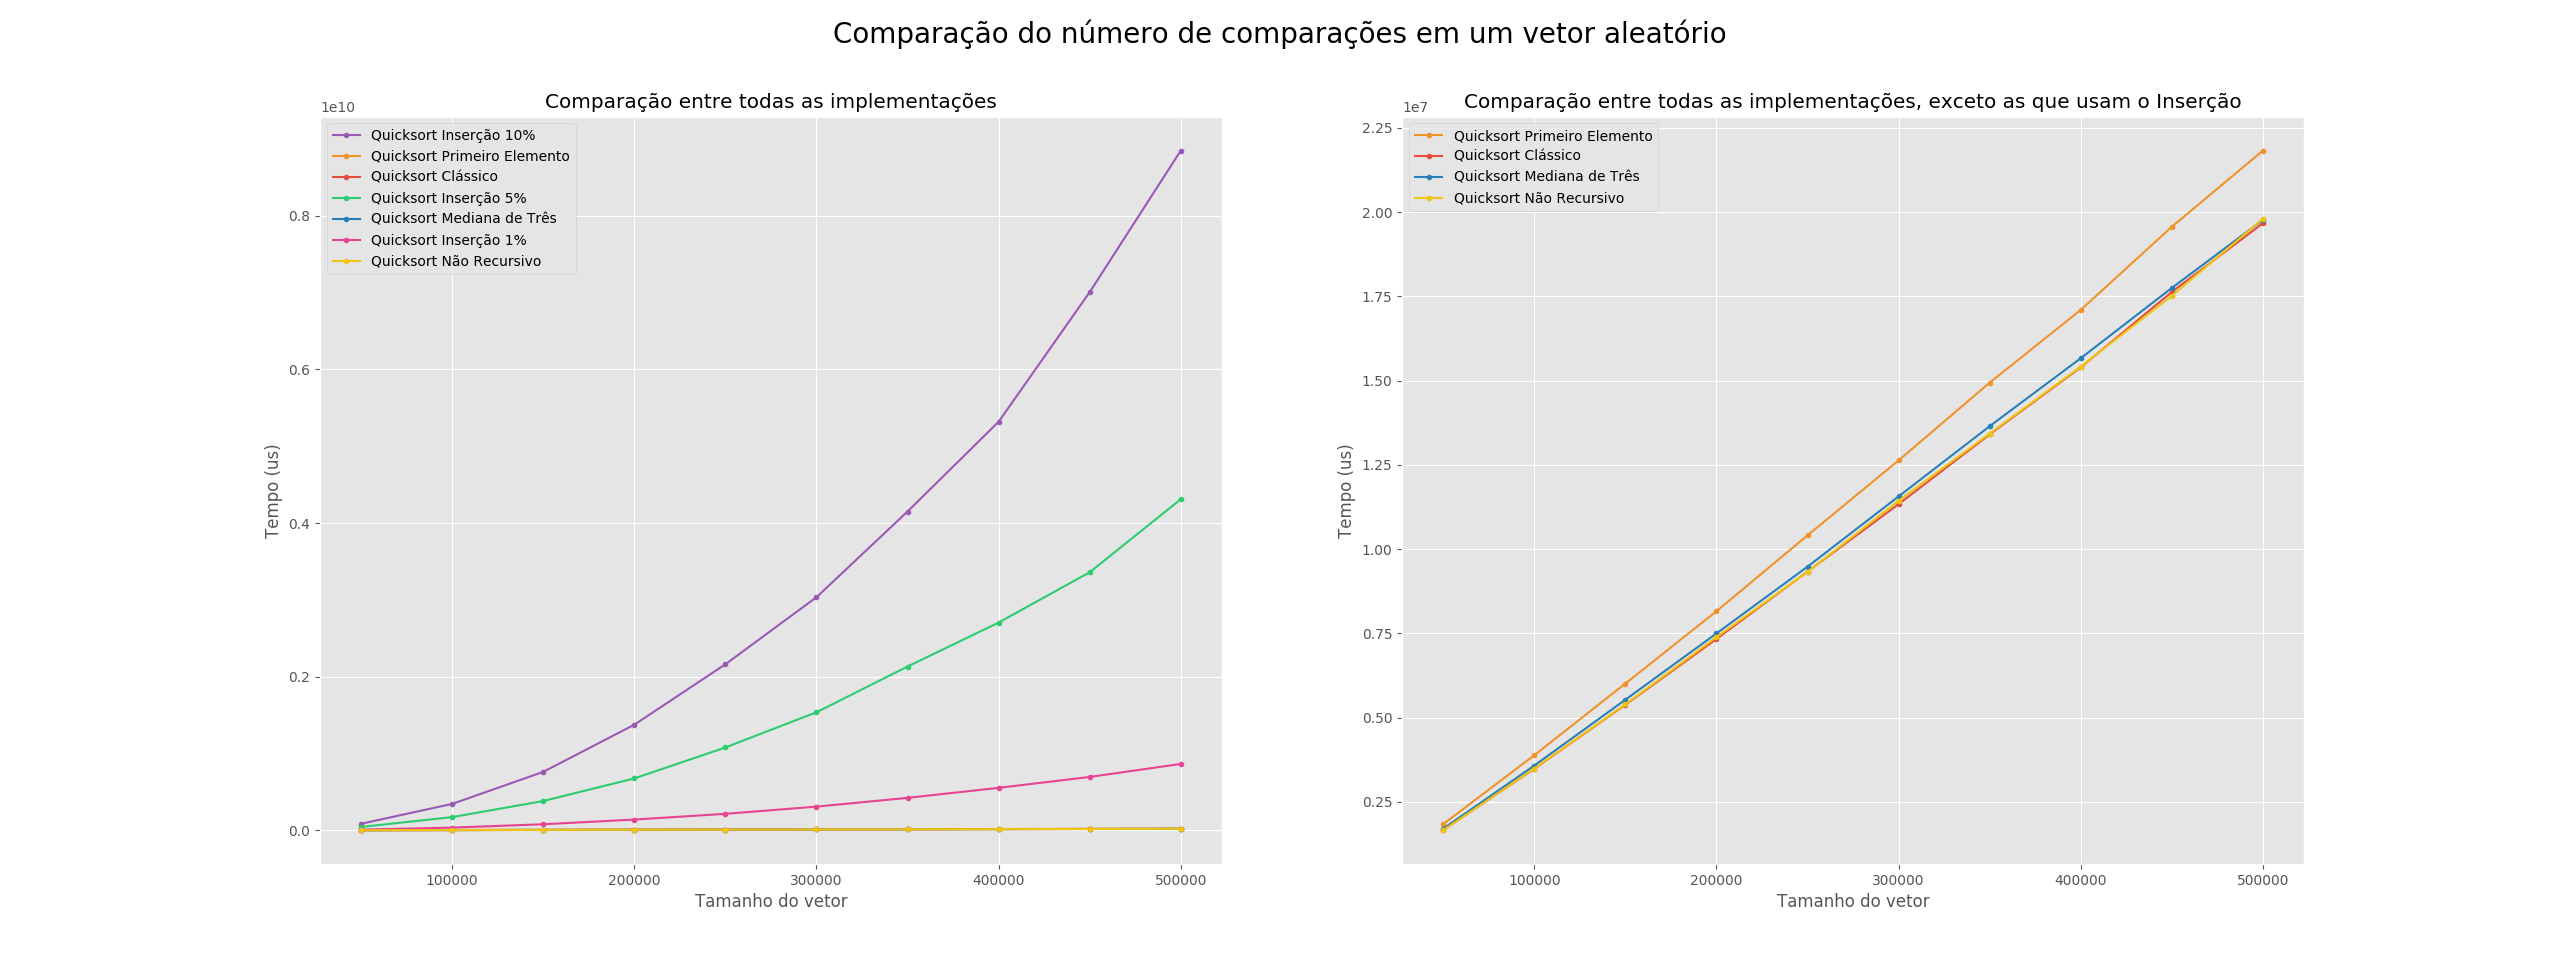 Comparação do número de comparações em um vetor aleatório
Comparação entre todas as implementações
1e10
Quicksort Inserção 10%
Quicksort Primeiro Elemento
Quicksort Clássico
Quicksort Inserção 5%
Quicksort Mediana de Três
Quicksort Inserção 1%
Quicksort Não Recursivo
0.8
0.6
0.4
0.2
0.0
Tempo (us)
100000 200000 300000 400000 500000
Tamanho do vetor
Comparação entre todas as implementações, exceto as que usam o Inserção
1e7
Quicksort Primeiro Elemento
Quicksort Clássico
Quicksort Mediana de Três
Quicksort Não Recursivo
2.25
2.00
1.75
1.50
1.25
1.00
0.75
0.50
0.25
Tempo (us)
100000 200000 300000 400000 500000
Tamanho do vetor